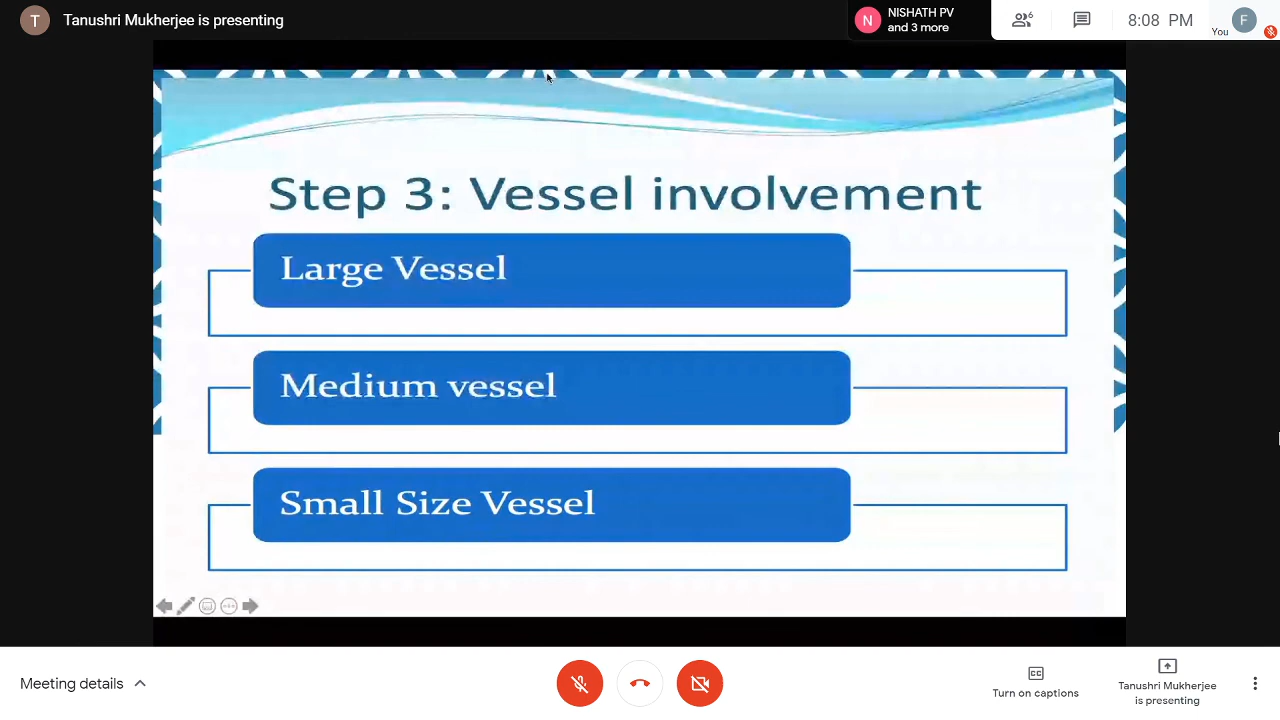 T
Tanushri Mukherjee is presenting
N
NISHATH PV
and 3 more
6
8:08 PM
You
F
Step 3: Vessel involvement
Large Vessel
Medium vessel
Small Size Vessel
Meeting details
CC
Turn on captions
Tanushri Mukherjee
is presenting